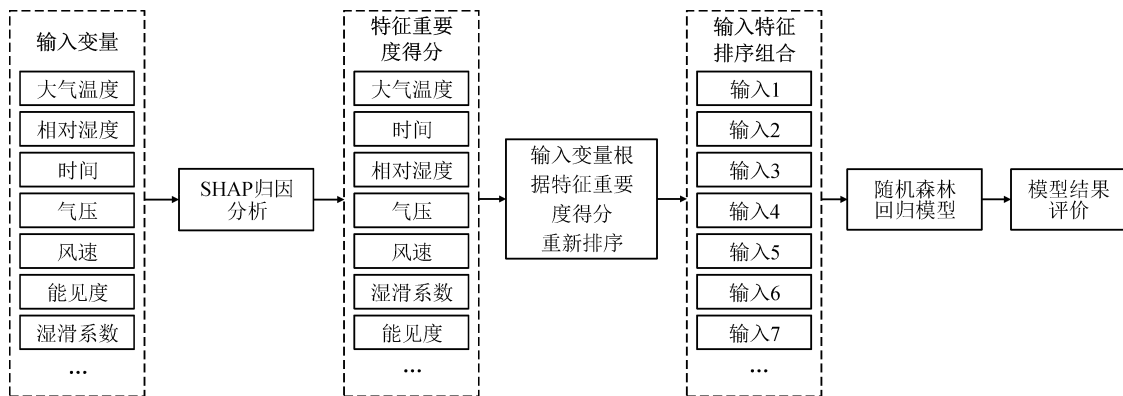 输入变量
大气温度
相对湿度
时间
气压
风速
能见度
湿滑系数
…
SHAP归因
分析
特征重要
度得分
大气温度
时间
相对湿度
气压
风速
湿滑系数
能见度
…
输入变量根
据特征重要
度得分
重新排序
输入特征
排序组合
输入1
输入2
输入3
输入4
输入5
输入6
输入7
…
随机森林
回归模型
模型结果
评价